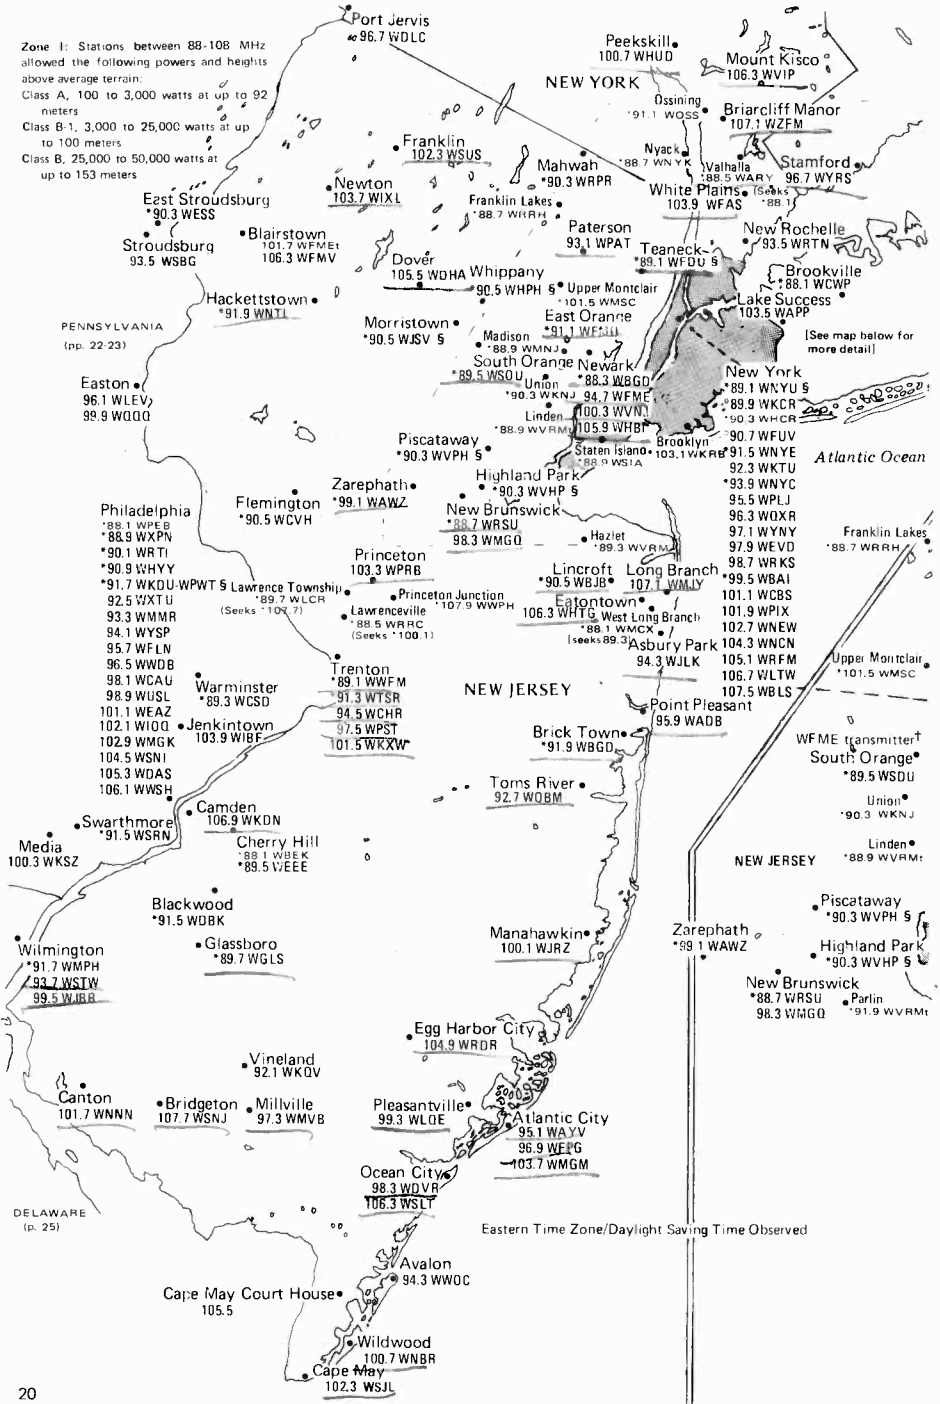 Port Jervis
96.7 WDLC
Zone I: Stations between 88-108 MHz
allowed the following powers and heights
above average terrain:
Class A, 100 to 3,000 watts at up to 92
meters
Class B-1, 3,000 to 25,000 watts at up
to 100 meters
Class B, 25,000 to 50,000 watts at
up to 153 meters
Peekskill
100.7 WHUD
NEW YORK
Mount Kisco
106.3 WVIP
Ossining
*91.1 WOSS
Briarcliff Manor
107.1 WZFM
Nyack
*88.7 WNYK
Valhalla
*88.5 WARY (Seeks
*88.1)
Stamford
96.7 WYRS
White Plains
103.9 WFAS
Franklin
102.3 WSUS
Mahwah
*90.3 WRPR
Newton
103.7 WIXL
Franklin Lakes
*88.7 WRRH
East Stroudsburg
*90.3 WESS
Stroudsburg
93.5 WSBG
Blairstown
101.7 WFMEt
106.3 WFMV
Paterson
93.1 WPAT
Teaneck
*89.1 WFDU §
New Rochelle
93.5 WRTN
Brookville
*88.1 WCWP
Dover
105.5 WDHA
Whippany
*90.5 WHPH §
Upper Montclair
*101.5 WMSC
Lake Success
103.5 WAPP
Hackettstown
*91.9 WNTI
East Orange
*91.1 WFMU
PENNSYLVANIA
(pp. 22-23)
Morristown
*90.5 WJSV §
Madison
*88.9 WMNJ
[See map below for
more detail]
South Orange
*89.5 WSOU
Newark
*88.3 WBGO
94.7 WFME
100.3 WVNJ
105.9 WHBI
Union
*90.3 WKNJ
Linden
*88.9 WVRMt
Easton
96.1 WLEV
99.9 WQQQ
Staten Island
*88.9 WSIA
Brooklyn
103.1 WKRB
New York
*89.1 WNYU §
*89.9 WKCR
*90.3 WHCR
*90.7 WFUV
*91.5 WNYE
92.3 WKTU
*93.9 WNYC
95.5 WPLJ
96.3 WQXR
97.1 WYNY
97.9 WEVD
98.7 WRKS
*99.5 WBAI
101.1 WCBS
101.9 WPIX
102.7 WNEW
104.3 WNCN
105.1 WRFM
106.7 WLTW
107.5 WBLS
Atlantic Ocean
Piscataway
*90.3 WVPH §
Highland Park
*90.3 WVHP §
Zarephath
*99.1 WAWZ
Flemington
*90.5 WCVH
New Brunswick
*88.7 WRSU
98.3 WMGQ
Hazlet
*89.3 WVRM
Philadelphia
*88.1 WPEB
*88.9 WXPN
*90.1 WRTI
*90.9 WHYY
*91.7 WKDU-WPWT §
92.5 WXTU
93.3 WMMR
94.1 WYSP
95.7 WFLN
96.5 WWDB
98.1 WCAU
98.9 WUSL
101.1 WEAZ
102.1 WIOQ
102.9 WMGK
104.5 WSNI
105.3 WDAS
106.1 WWSH
Princeton
103.3 WPRB
Lawrence Township
*89.7 WLCR
(Seeks *107.7)
Princeton Junction
*107.9 WWPH
Lawrenceville
*88.5 WRRC
(Seeks *100.1)
Lincroft
*90.5 WBJB
Long Branch
107.1 WMJY
Eatontown
106.3 WHTG
West Long Branch
*88.1 WMCX
[seeks 89.3]
Asbury Park
94.3 WJLK
Trenton
*89.1 WWFM
*91.3 WTSR
94.5 WCHR
97.5 WPST
101.5 WKXW
Warminster
*89.3 WCSD
Jenkintown
103.9 WIBF
NEW JERSEY
Point Pleasant
95.9 WADB
Brick Town
*91.9 WBGD
Toms River
92.7 WOBM
Camden
106.9 WKDN
Swarthmore
*91.5 WSRN
Media
100.3 WKSZ
Cherry Hill
*88.1 WBEK
*89.5 WEEE
Blackwood
*91.5 WDBK
Glassboro
*89.7 WGLS
Wilmington
*91.7 WMPH
93.7 WSTW
99.5 WJBR
Manahawkin
100.1 WJRZ
Egg Harbor City
104.9 WRDR
Vineland
92.1 WKQV
Canton
101.7 WNNN
Bridgeton
107.7 WSNJ
Millville
97.3 WMVB
Pleasantville
99.3 WLQE
Atlantic City
95.1 WAYV
96.9 WFPG
103.7 WMGM
Ocean City
98.3 WDVR
106.3 WSLT
DELAWARE
(p. 25)
Eastern Time Zone/Daylight Saving Time Observed
Avalon
94.3 WWOC
Cape May Court House
105.5
Wildwood
100.7 WNBR
Cape May
102.3 WSJL
Franklin Lakes
*88.7 WRRH
Upper Montclair
*101.5 WMSC
WFME transmitter†
South Orange
*89.5 WSOU
Union
*90.3 WKNJ
Linden
*88.9 WVRMt
NEW JERSEY
Piscataway
*90.3 WVPH §
Zarephath
*99.1 WAWZ
Highland Park
*90.3 WVHP §
New Brunswick
*88.7 WRSU
98.3 WMGQ
Parlin
*91.9 WVRMt
20